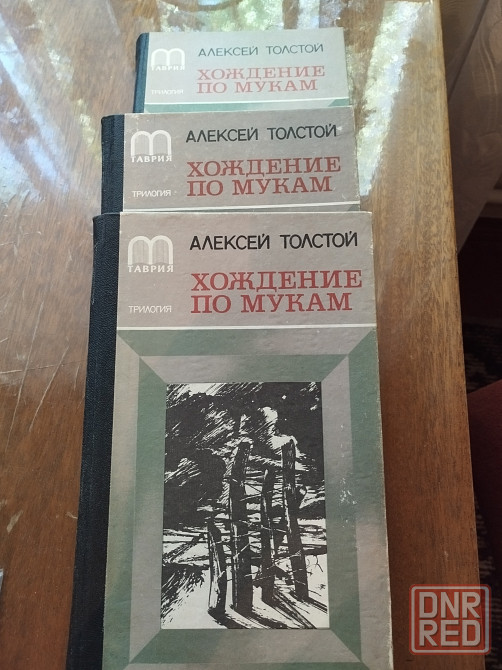 ТАВРИЯ
АЛЕКСЕЙ ТОЛСТОЙ
ХОЖДЕНИЕ
ПО МУКАМ
ТРИЛОГИЯ
ТАВРИЯ
АЛЕКСЕЙ ТОЛСТОЙ
ХОЖДЕНИЕ
ПО МУКАМ
ТРИЛОГИЯ
ТАВРИЯ
АЛЕКСЕЙ ТОЛСТОЙ
ХОЖДЕНИЕ
ПО МУКАМ
ТРИЛОГИЯ
DNR
RED